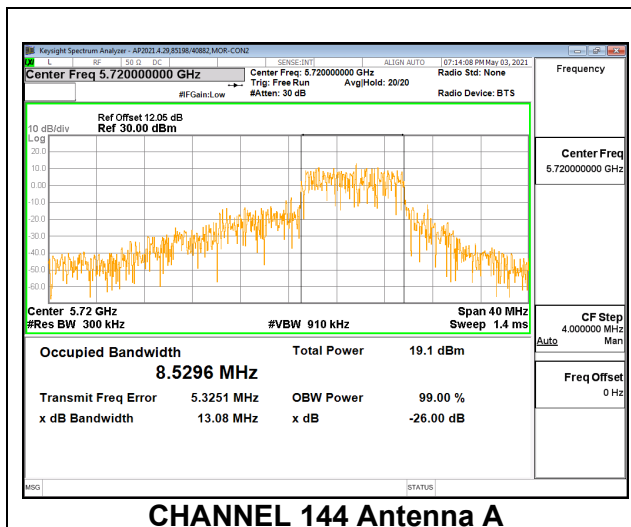 Keysight Spectrum Analyzer - AP2021.4.29,85198/40882,MOR-CON2
L RF 50 Ω DC SENSE:INT ALIGN AUTO 07:14:08 PM May 03, 2021
Center Freq 5.720000000 GHz
Center Freq: 5.720000000 GHz
Radio Std: None
Trig: Free Run Avg|Hold: 20/20
#IFGain:Low #Atten: 30 dB Radio Device: BTS
Frequency
Ref Offset 12.05 dB
10 dB/div Ref 30.00 dBm
Log
20.0
10.0
0.00
-10.0
-20.0
-30.0
-40.0
-50.0
-60.0
Center 5.72 GHz Span 40 MHz
#Res BW 300 kHz #VBW 910 kHz Sweep 1.4 ms
Center Freq
5.720000000 GHz
CF Step
4.000000 MHz
Auto Man
Freq Offset
0 Hz
Occupied Bandwidth Total Power 19.1 dBm
8.5296 MHz
Transmit Freq Error 5.3251 MHz OBW Power 99.00 %
x dB Bandwidth 13.08 MHz x dB -26.00 dB
MSG STATUS
CHANNEL 144 Antenna A